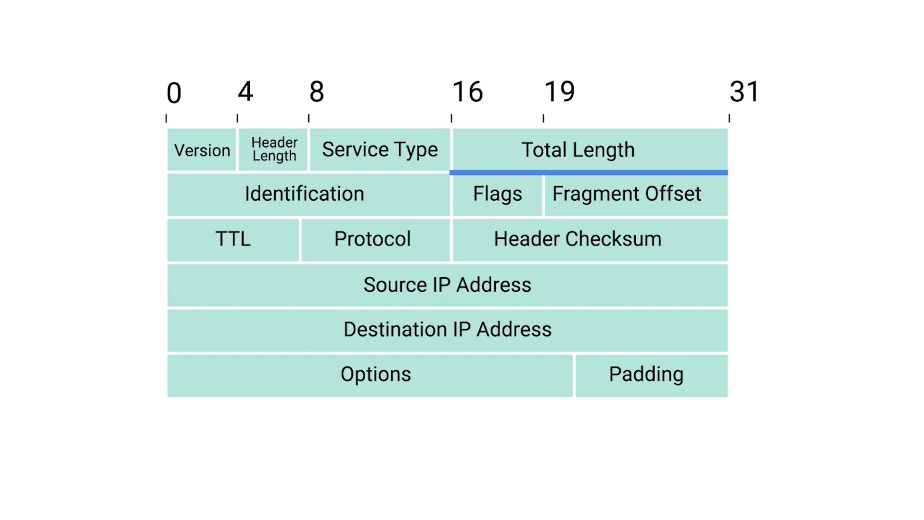 0 4 8 16 19 31
Version Header Length Service Type Total Length
Identification Flags Fragment Offset
TTL Protocol Header Checksum
Source IP Address
Destination IP Address
Options Padding